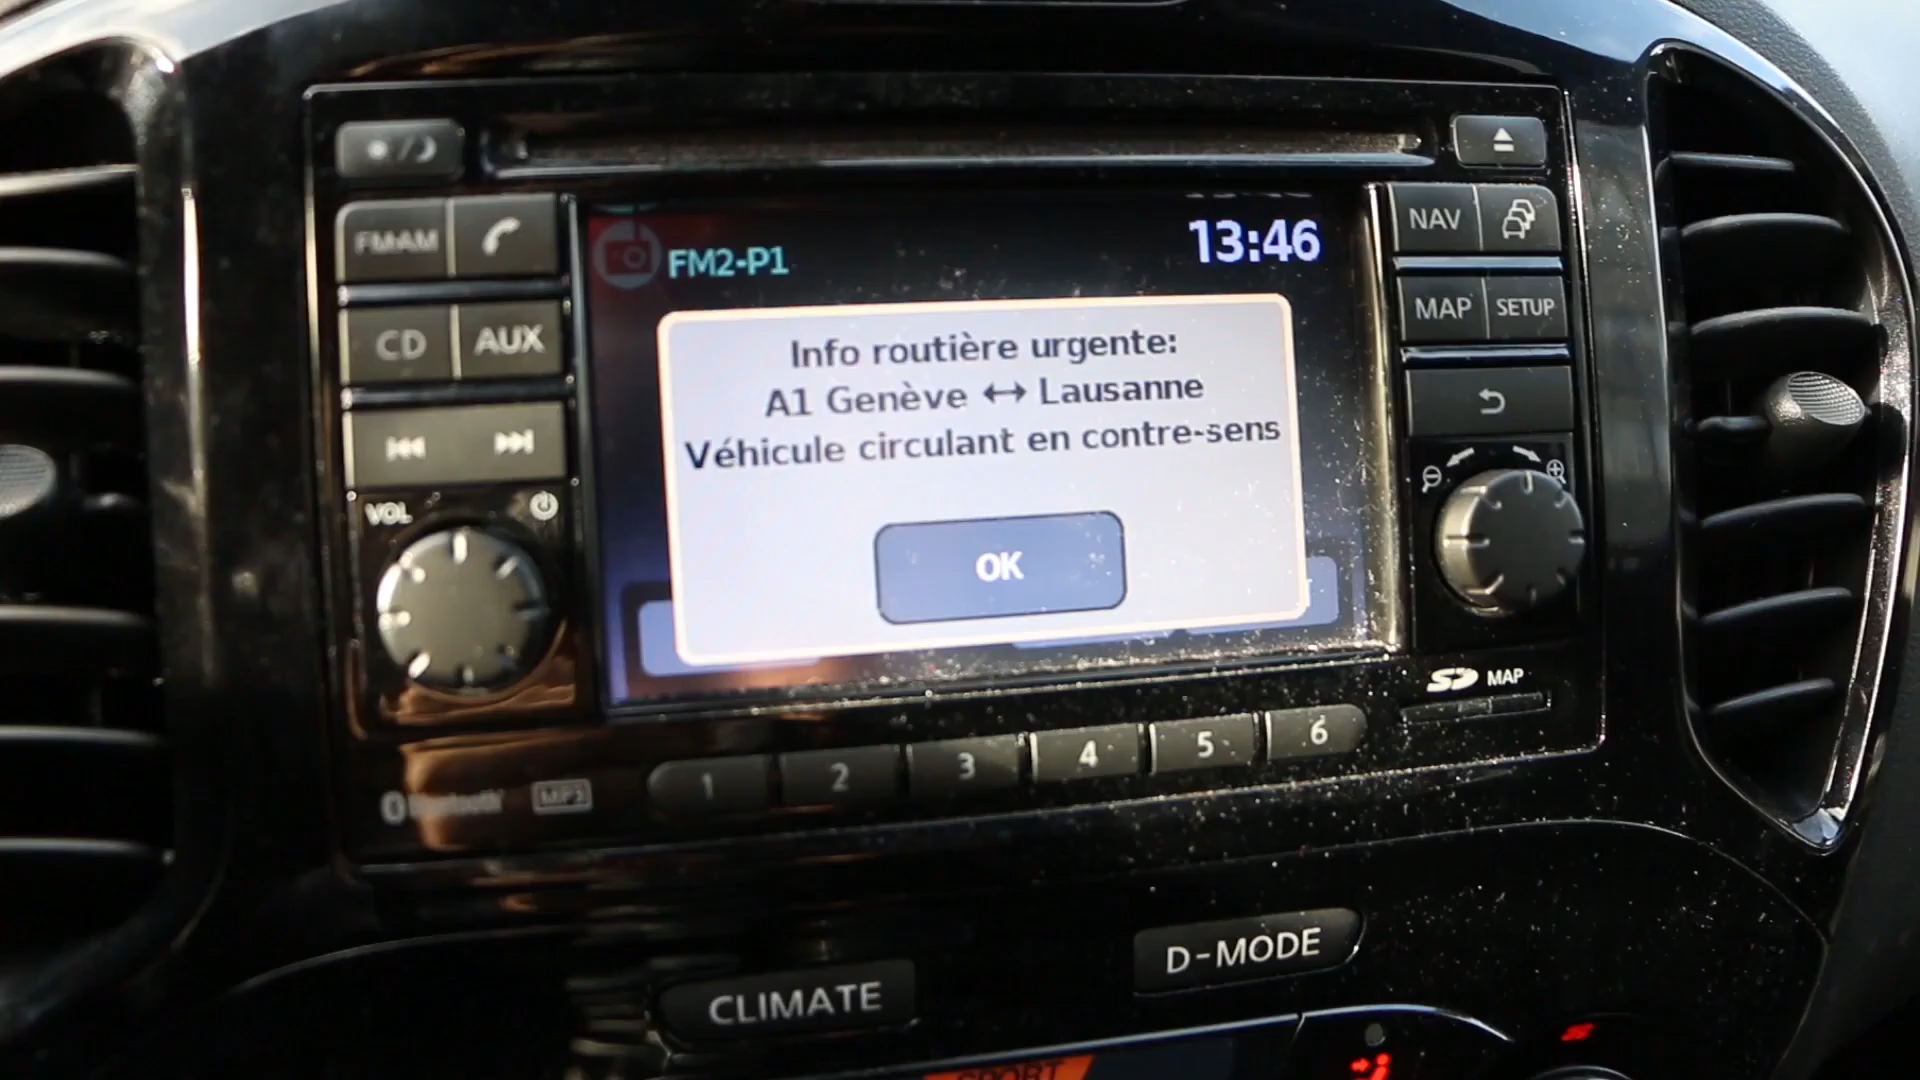 FM·AM
NAV
FM2-P1
13:46
CD
AUX
MAP
SETUP
Info routière urgente:
A1 Genève ↔ Lausanne
Véhicule circulant en contre-sens
VOL
OK
MAP
1
2
3
4
5
6
Bluetooth
MP3
D-MODE
CLIMATE
SPORT